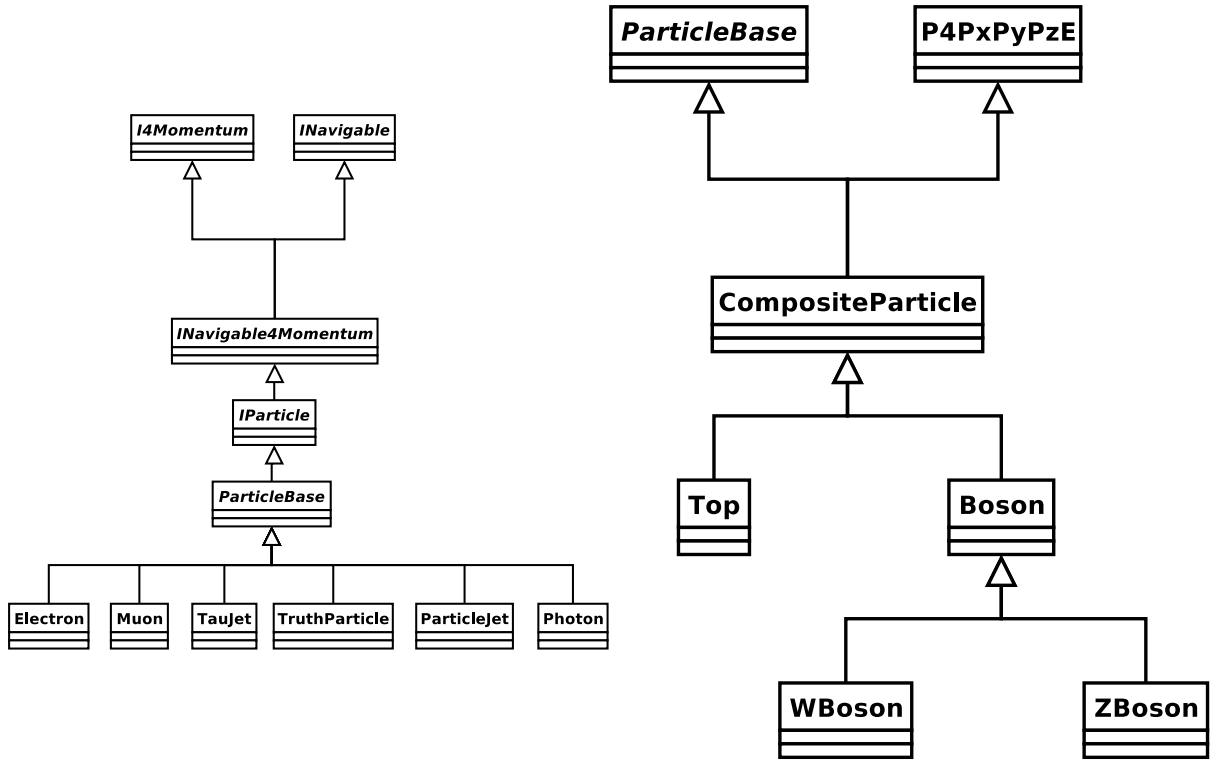 I4Momentum
INavigable
INavigable4Momentum
IParticle
ParticleBase
Electron
Muon
TauJet
TruthParticle
ParticleJet
Photon
ParticleBase
P4PxPyPzE
CompositeParticle
Top
Boson
WBoson
ZBoson